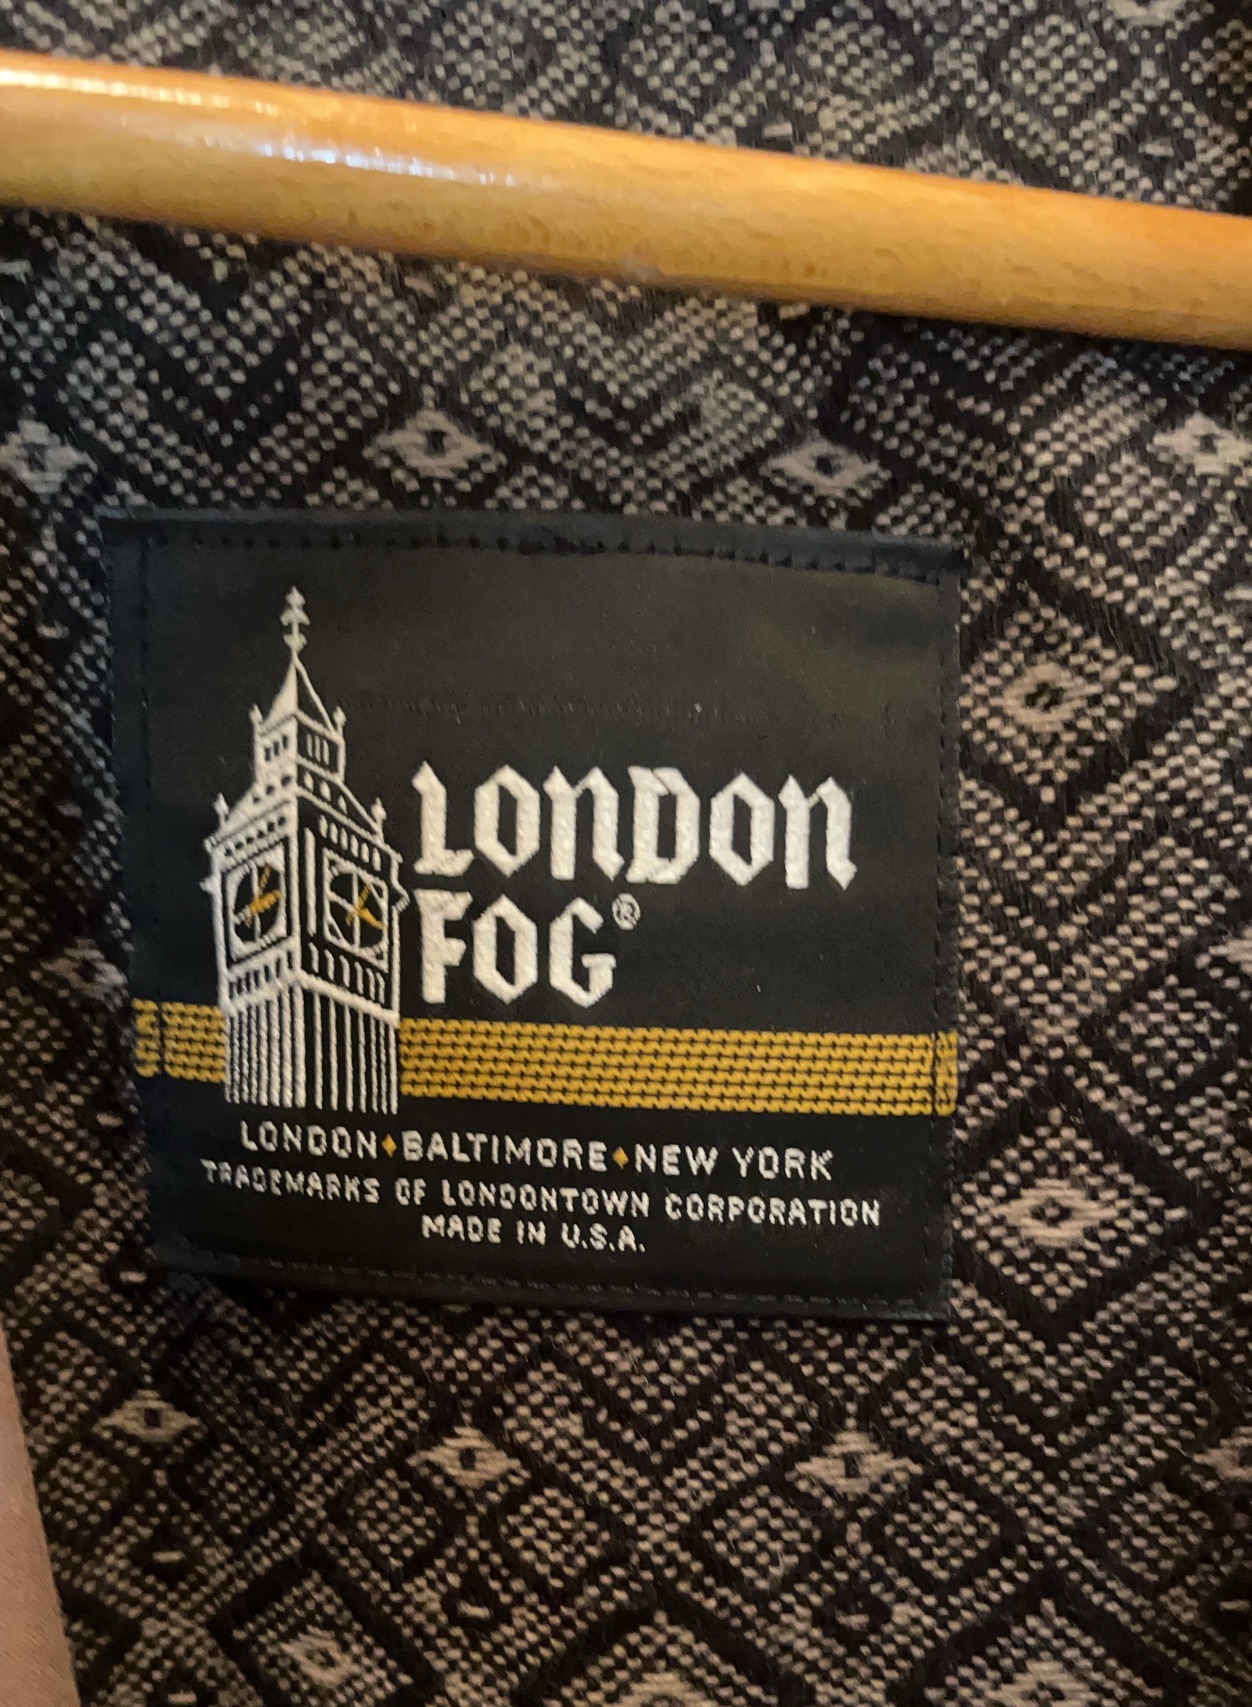 LONDON
FOG®
LONDON♦BALTIMORE♦NEW YORK
TRADEMARKS OF LONDONTOWN CORPORATION
MADE IN U.S.A.